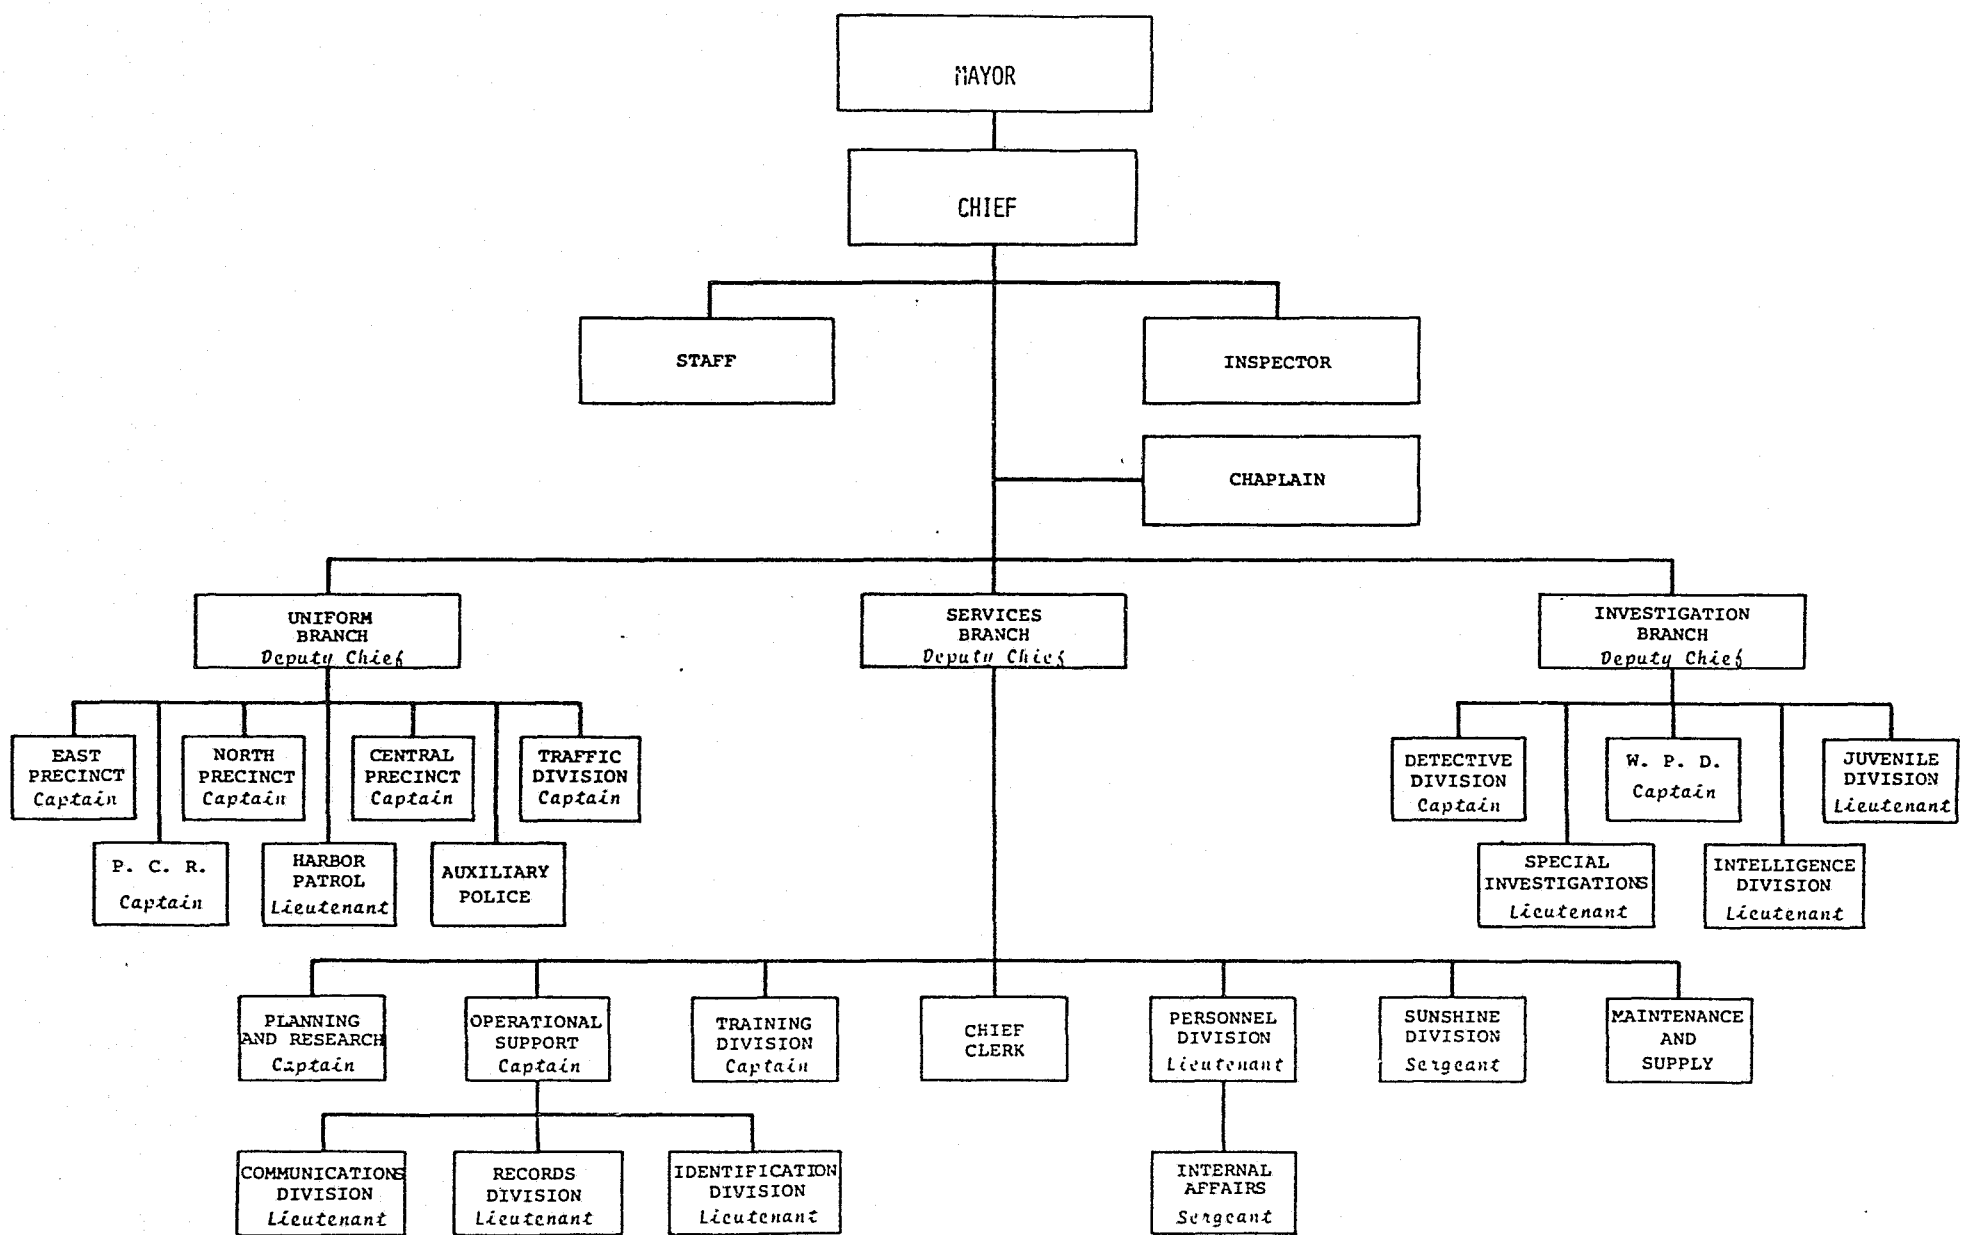 MAYOR
CHIEF
STAFF
INSPECTOR
CHAPLAIN
UNIFORM
BRANCH
Deputy Chief
SERVICES
BRANCH
Deputy Chief
INVESTIGATION
BRANCH
Deputy Chief
EAST
PRECINCT
Captain
NORTH
PRECINCT
Captain
CENTRAL
PRECINCT
Captain
TRAFFIC
DIVISION
Captain
P. C. R.
Captain
HARBOR
PATROL
Lieutenant
AUXILIARY
POLICE
DETECTIVE
DIVISION
Captain
W. P. D.
Captain
JUVENILE
DIVISION
Lieutenant
SPECIAL
INVESTIGATIONS
Lieutenant
INTELLIGENCE
DIVISION
Lieutenant
PLANNING
AND RESEARCH
Captain
OPERATIONAL
SUPPORT
Captain
TRAINING
DIVISION
Captain
CHIEF
CLERK
PERSONNEL
DIVISION
Lieutenant
SUNSHINE
DIVISION
Sergeant
MAINTENANCE
AND
SUPPLY
COMMUNICATIONS
DIVISION
Lieutenant
RECORDS
DIVISION
Lieutenant
IDENTIFICATION
DIVISION
Lieutenant
INTERNAL
AFFAIRS
Sergeant